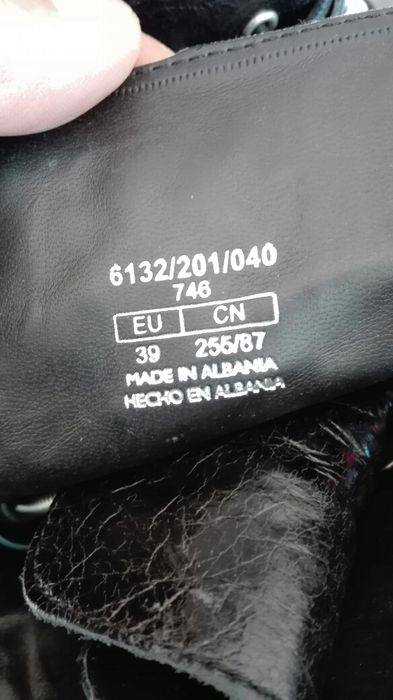 6132/201/040
746
EU CN
39 255/87
MADE IN ALBANIA
HECHO EN ALBANIA